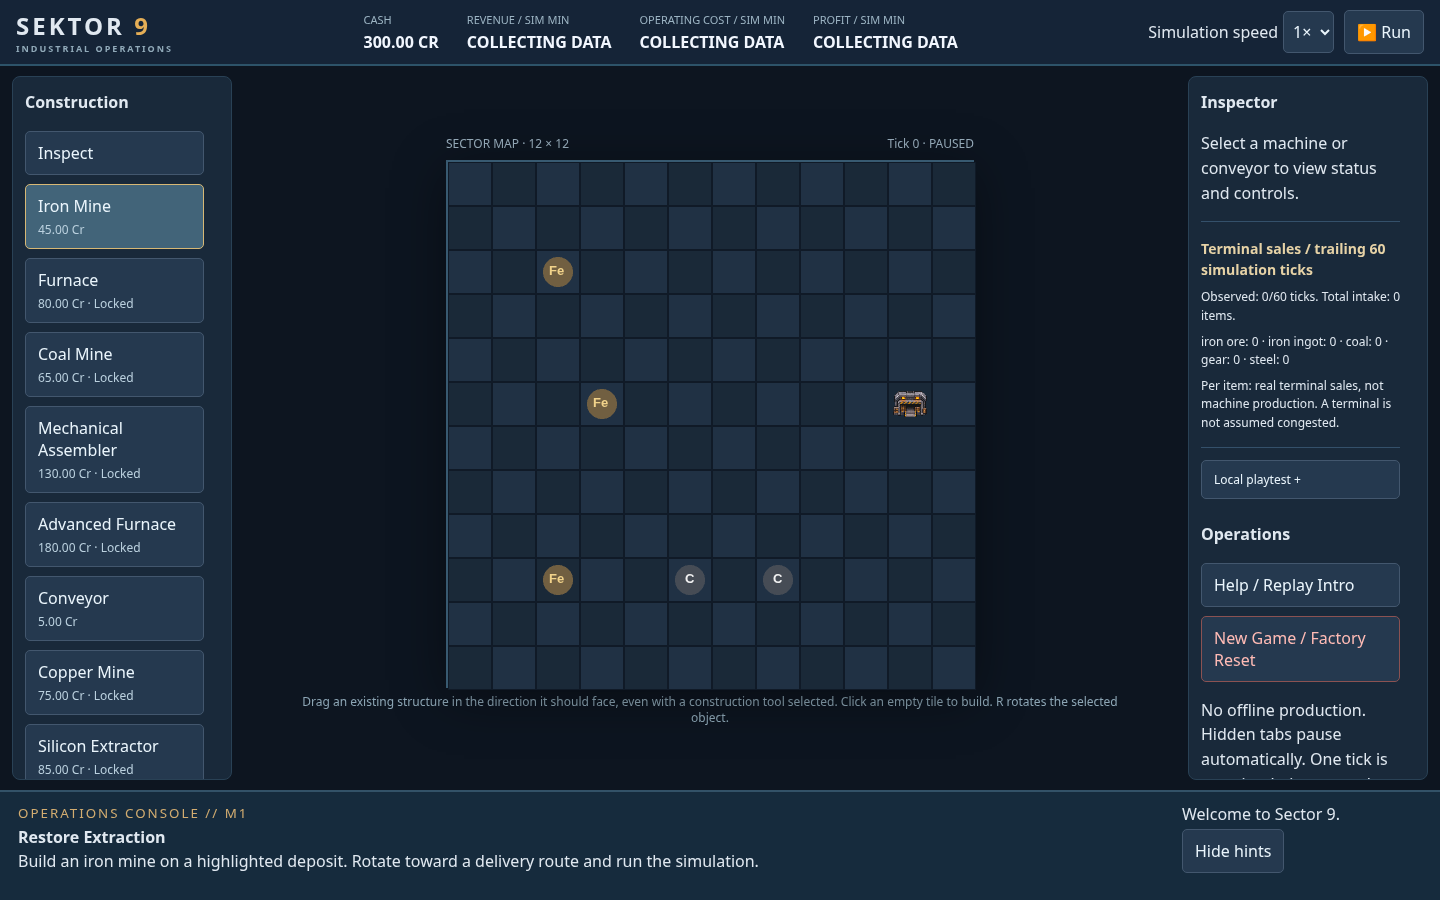 SEKTOR 9
INDUSTRIAL OPERATIONS
CASH
300.00 CR
REVENUE / SIM MIN
COLLECTING DATA
OPERATING COST / SIM MIN
COLLECTING DATA
PROFIT / SIM MIN
COLLECTING DATA
Simulation speed 1× Run
Construction
Inspect
Iron Mine
45.00 Cr
Furnace
80.00 Cr · Locked
Coal Mine
65.00 Cr · Locked
Mechanical
Assembler
130.00 Cr · Locked
Advanced Furnace
180.00 Cr · Locked
Conveyor
5.00 Cr
Copper Mine
75.00 Cr · Locked
Silicon Extractor
85.00 Cr · Locked
SECTOR MAP · 12 × 12
Tick 0 · PAUSED
Fe
Fe
Fe
C
C
Drag an existing structure in the direction it should face, even with a construction tool selected. Click an empty tile to build. R rotates the selected
object.
Inspector
Select a machine or
conveyor to view status
and controls.
Terminal sales / trailing 60
simulation ticks
Observed: 0/60 ticks. Total intake: 0
items.
iron ore: 0 · iron ingot: 0 · coal: 0 ·
gear: 0 · steel: 0
Per item: real terminal sales, not
machine production. A terminal is
not assumed congested.
Local playtest +
Operations
Help / Replay Intro
New Game / Factory
Reset
No offline production.
Hidden tabs pause
automatically. One tick is
OPERATIONS CONSOLE // M1
Restore Extraction
Build an iron mine on a highlighted deposit. Rotate toward a delivery route and run the simulation.
Welcome to Sector 9.
Hide hints